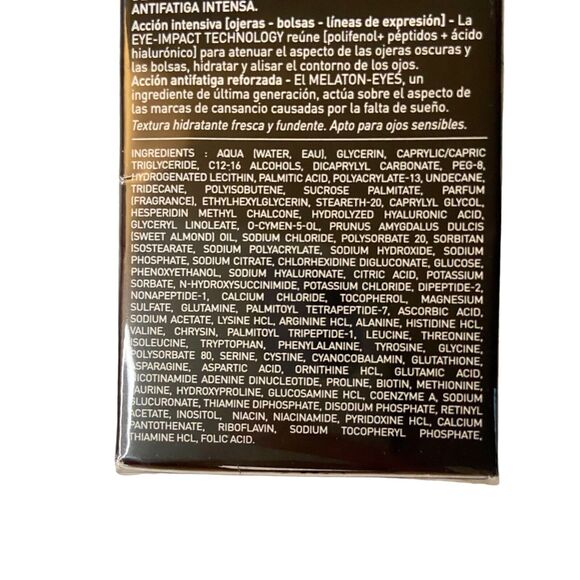 ANTIFATIGA INTENSA.
Acción intensiva [ojeras - bolsas - líneas de expresión] - La
EYE-IMPACT TECHNOLOGY reúne [polifenol+ péptidos + ácido
hialurónico] para atenuar el aspecto de las ojeras oscuras y
las bolsas, hidratar y alisar el contorno de los ojos.
Acción antifatiga reforzada - El MELATON-EYES, un
ingrediente de última generación, actúa sobre el aspecto de
las marcas de cansancio causadas por la falta de sueño.
Textura hidratante fresca y fundente. Apto para ojos sensibles.
INGREDIENTS : AQUA (WATER, EAU), GLYCERIN, CAPRYLIC/CAPRIC
TRIGLYCERIDE, C12-16 ALCOHOLS, DICAPRYLYL CARBONATE, PEG-8,
HYDROGENATED LECITHIN, PALMITIC ACID, POLYACRYLATE-13, UNDECANE,
TRIDECANE, POLYISOBUTENE, SUCROSE PALMITATE, PARFUM
(FRAGRANCE), ETHYLHEXYLGLYCERIN, STEARETH-20, CAPRYLYL GLYCOL,
HESPERIDIN METHYL CHALCONE, HYDROLYZED HYALURONIC ACID,
GLYCERYL LINOLEATE, O-CYMEN-5-OL, PRUNUS AMYGDALUS DULCIS
(SWEET ALMOND) OIL, SODIUM CHLORIDE, POLYSORBATE 20, SORBITAN
ISOSTEARATE, SODIUM POLYACRYLATE, SODIUM HYDROXIDE, SODIUM
PHOSPHATE, SODIUM CITRATE, CHLORHEXIDINE DIGLUCONATE, GLUCOSE,
PHENOXYETHANOL, SODIUM HYALURONATE, CITRIC ACID, POTASSIUM
SORBATE, N-HYDROXYSUCCINIMIDE, POTASSIUM CHLORIDE, DIPEPTIDE-2,
NONAPEPTIDE-1, CALCIUM CHLORIDE, TOCOPHEROL, MAGNESIUM
SULFATE, GLUTAMINE, PALMITOYL TETRAPEPTIDE-7, ASCORBIC ACID,
SODIUM ACETATE, LYSINE HCL, ARGININE HCL, ALANINE, HISTIDINE HCL,
VALINE, CHRYSIN, PALMITOYL TRIPEPTIDE-1, LEUCINE, THREONINE,
ISOLEUCINE, TRYPTOPHAN, PHENYLALANINE, TYROSINE, GLYCINE,
POLYSORBATE 80, SERINE, CYSTINE, CYANOCOBALAMIN, GLUTATHIONE,
ASPARAGINE, ASPARTIC ACID, ORNITHINE HCL, GLUTAMIC ACID,
NICOTINAMIDE ADENINE DINUCLEOTIDE, PROLINE, BIOTIN, METHIONINE,
TAURINE, HYDROXYPROLINE, GLUCOSAMINE HCL, COENZYME A, SODIUM
GLUCURONATE, THIAMINE DIPHOSPHATE, DISODIUM PHOSPHATE, RETINYL
ACETATE, INOSITOL, NIACIN, NIACINAMIDE, PYRIDOXINE HCL, CALCIUM
PANTOTHENATE, RIBOFLAVIN, SODIUM TOCOPHERYL PHOSPHATE,
THIAMINE HCL, FOLIC ACID.